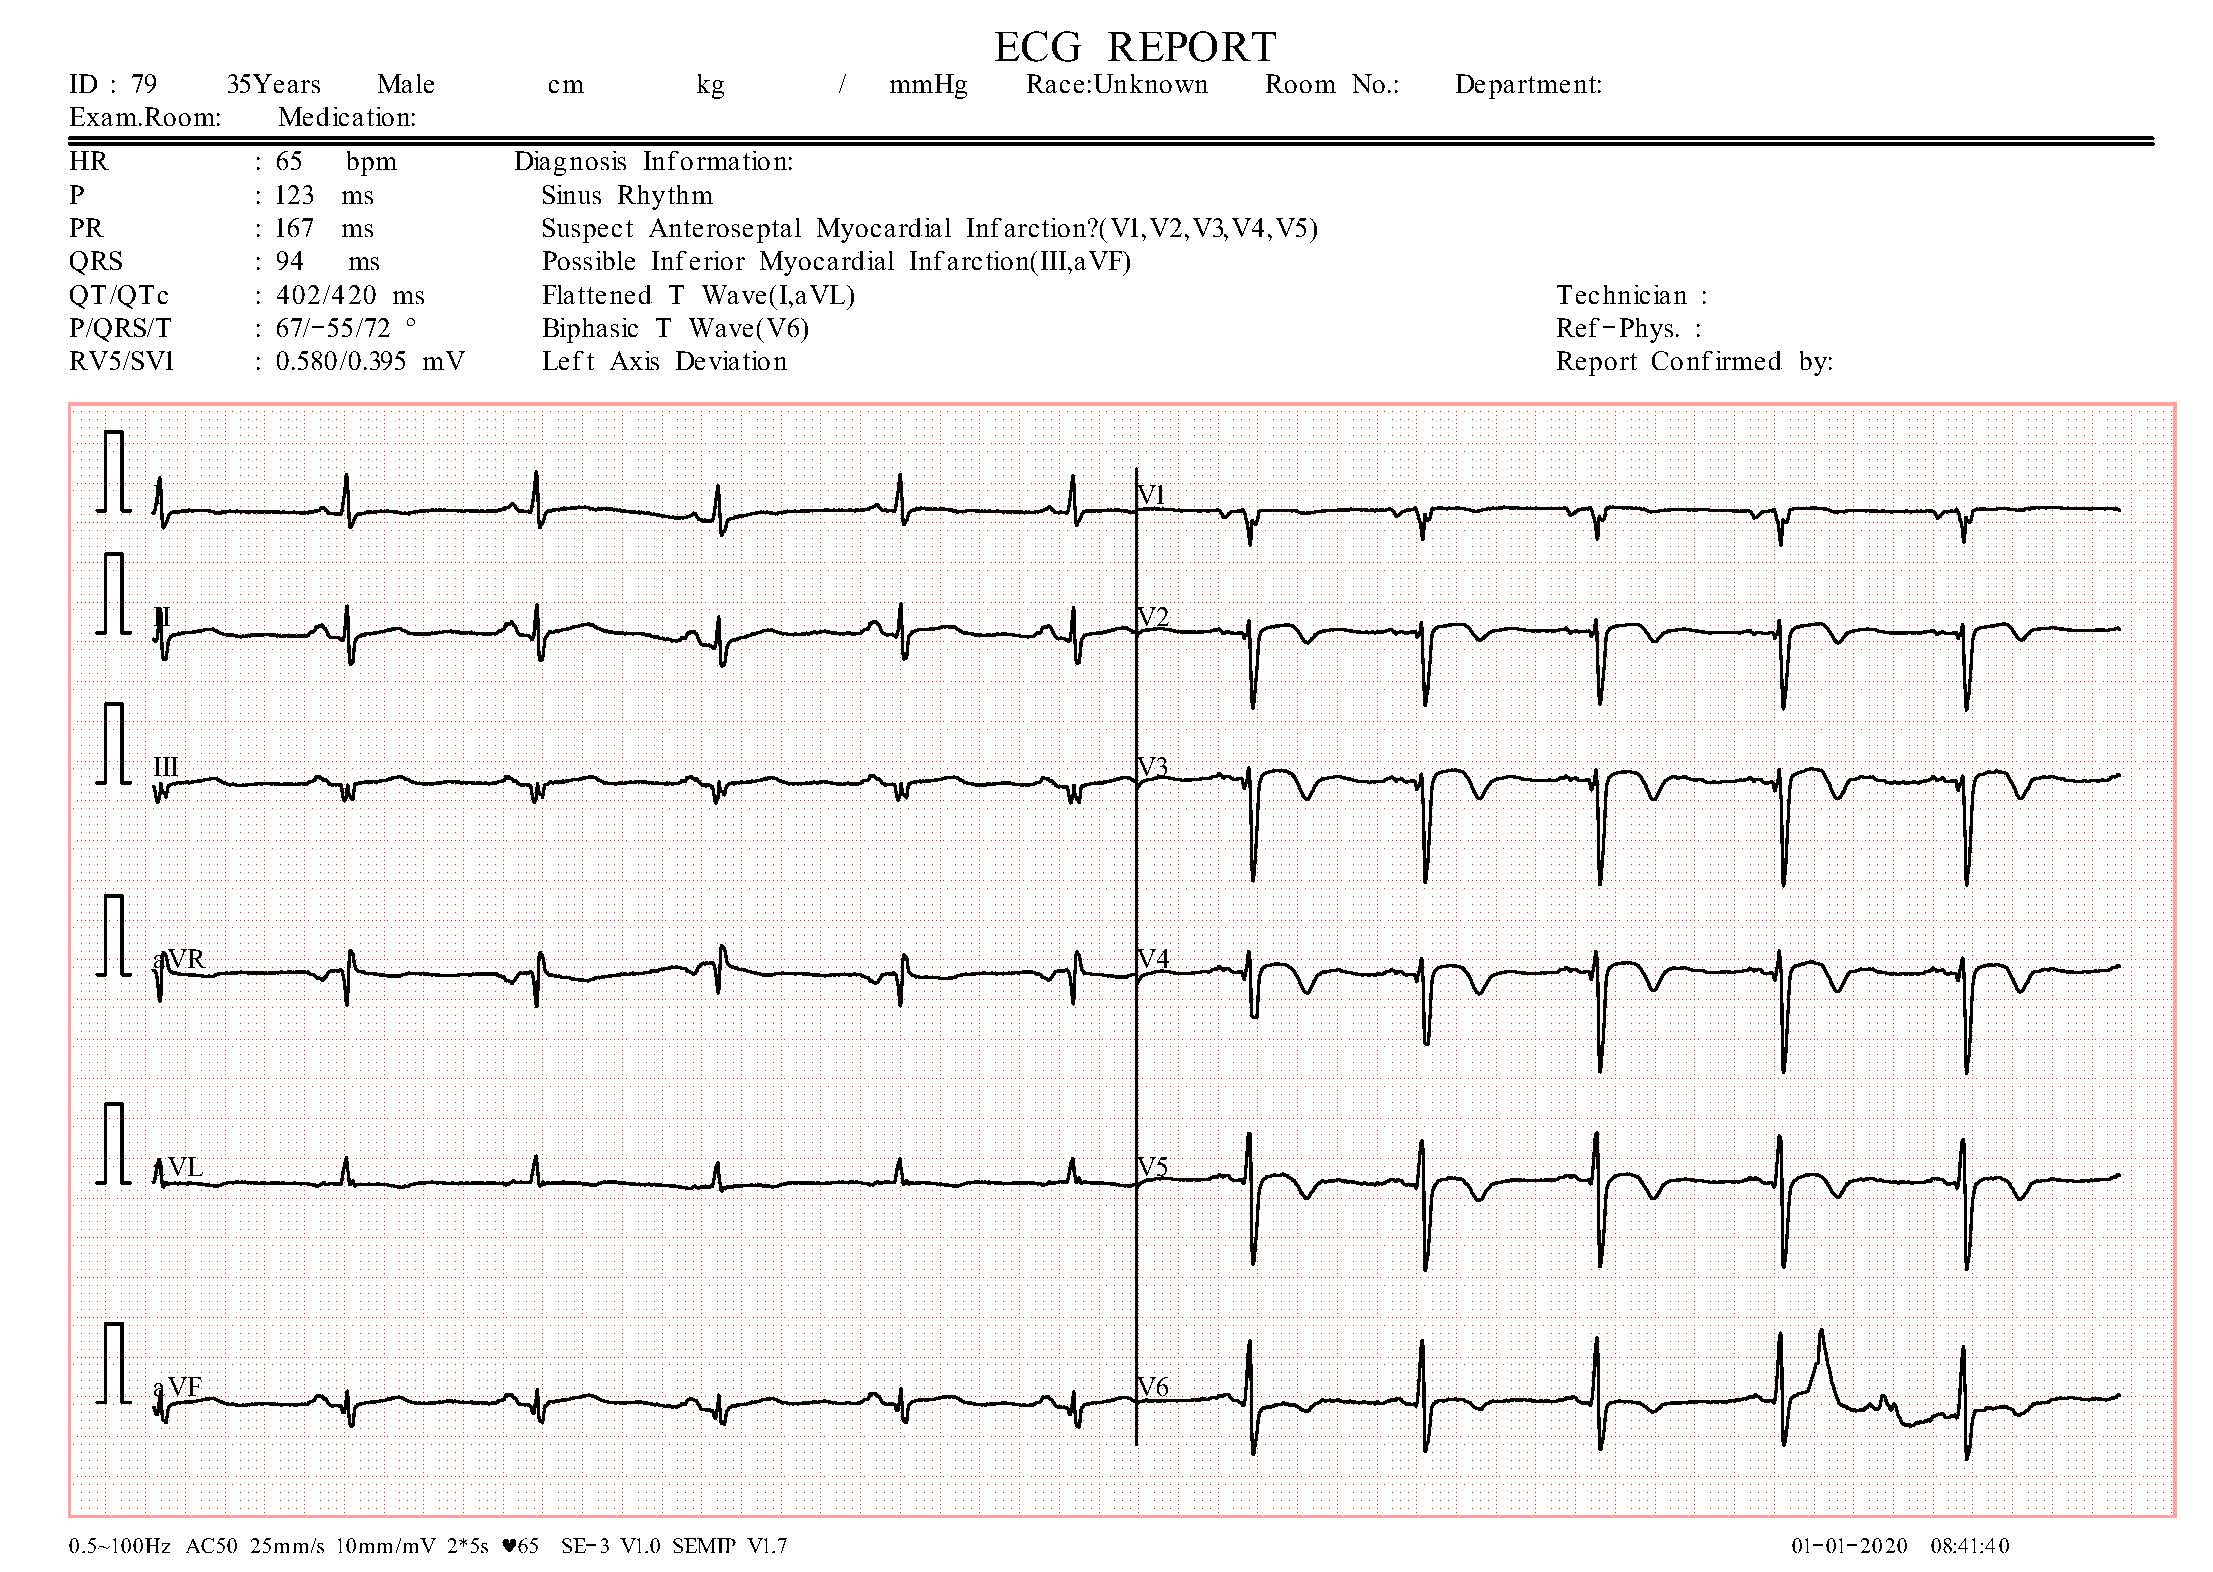 ECG REPORT
ID : 79 35Years Male cm kg / mmHg Race:Unknown Room No.: Department:
Exam.Room: Medication:
HR : 65 bpm Diagnosis Information:
P : 123 ms Sinus Rhythm
PR : 167 ms Suspect Anteroseptal Myocardial Infarction?(V1,V2,V3,V4,V5)
QRS : 94 ms Possible Inferior Myocardial Infarction(III,aVF)
QT/QTc : 402/420 ms Flattened T Wave(I,aVL) Technician :
P/QRS/T : 67/-55/72 ° Biphasic T Wave(V6) Ref-Phys. :
RV5/SV1 : 0.580/0.395 mV Left Axis Deviation Report Confirmed by:
V1
II V2
III V3
aVR V4
aVL V5
aVF V6
0.5~100Hz AC50 25mm/s 10mm/mV 2*5s ♥65 SE-3 V1.0 SEMIP V1.7 01-01-2020 08:41:40